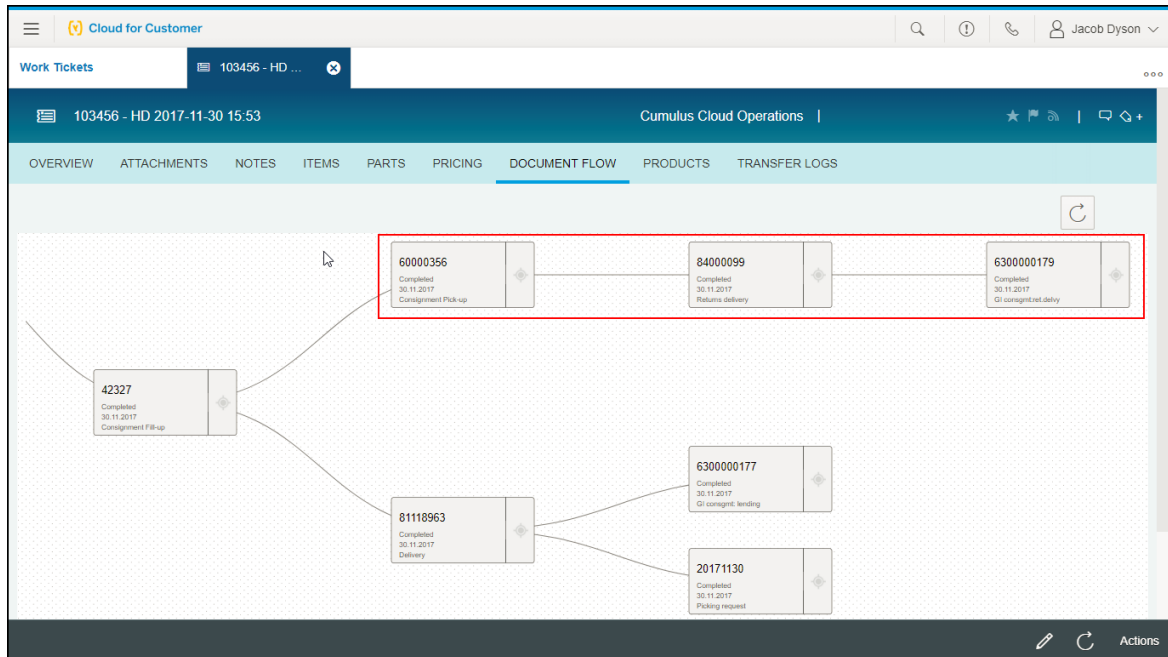 Cloud for Customer
Jacob Dyson
Work Tickets
103456 - HD ...
103456 - HD 2017-11-30 15:53
Cumulus Cloud Operations |
OVERVIEW ATTACHMENTS NOTES ITEMS PARTS PRICING DOCUMENT FLOW PRODUCTS TRANSFER LOGS
60000356
Completed
30.11.2017
Consignment Pick-up
84000099
Completed
30.11.2017
Returns delivery
6300000179
Completed
30.11.2017
GI consgmt:ret.delvy
42327
Completed
30.11.2017
Consignment Fill-up
6300000177
Completed
30.11.2017
GI consgmt: lending
81118963
Completed
30.11.2017
Delivery
20171130
Completed
30.11.2017
Picking request
Actions